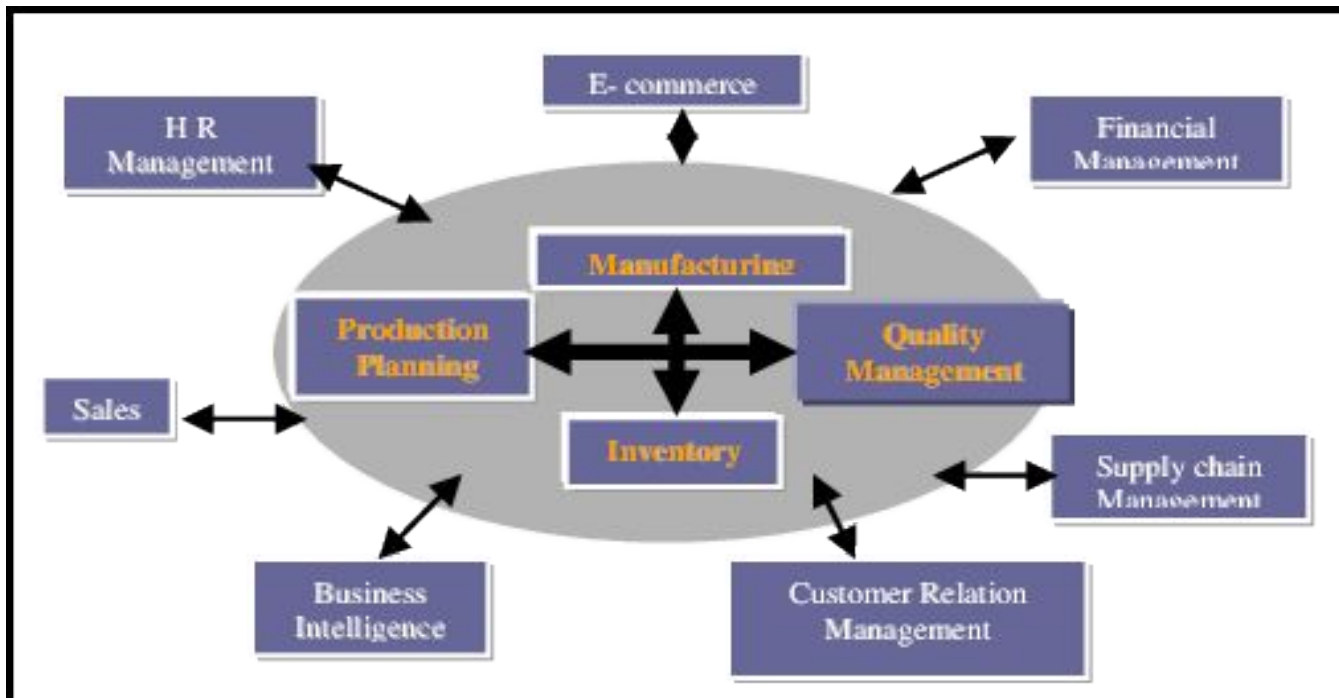 E- commerce
H R
Management
Financial
Management
Manufacturing
Production
Planning
Quality
Management
Sales
Inventory
Supply chain
Management
Business
Intelligence
Customer Relation
Management